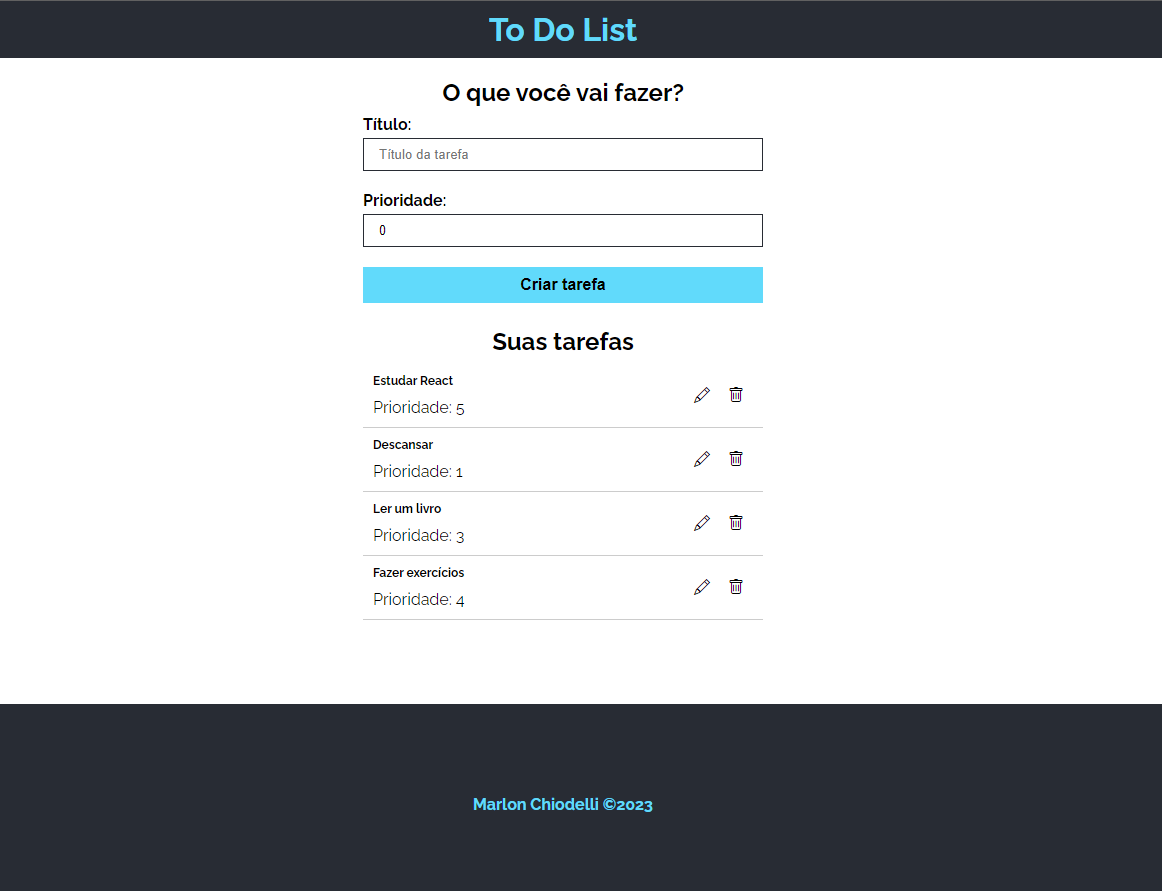 To Do List
O que você vai fazer?
Título:
Título da tarefa
Prioridade:
0
Criar tarefa
Suas tarefas
Estudar React
Prioridade: 5
Descansar
Prioridade: 1
Ler um livro
Prioridade: 3
Fazer exercícios
Prioridade: 4
Marlon Chiodelli ©2023